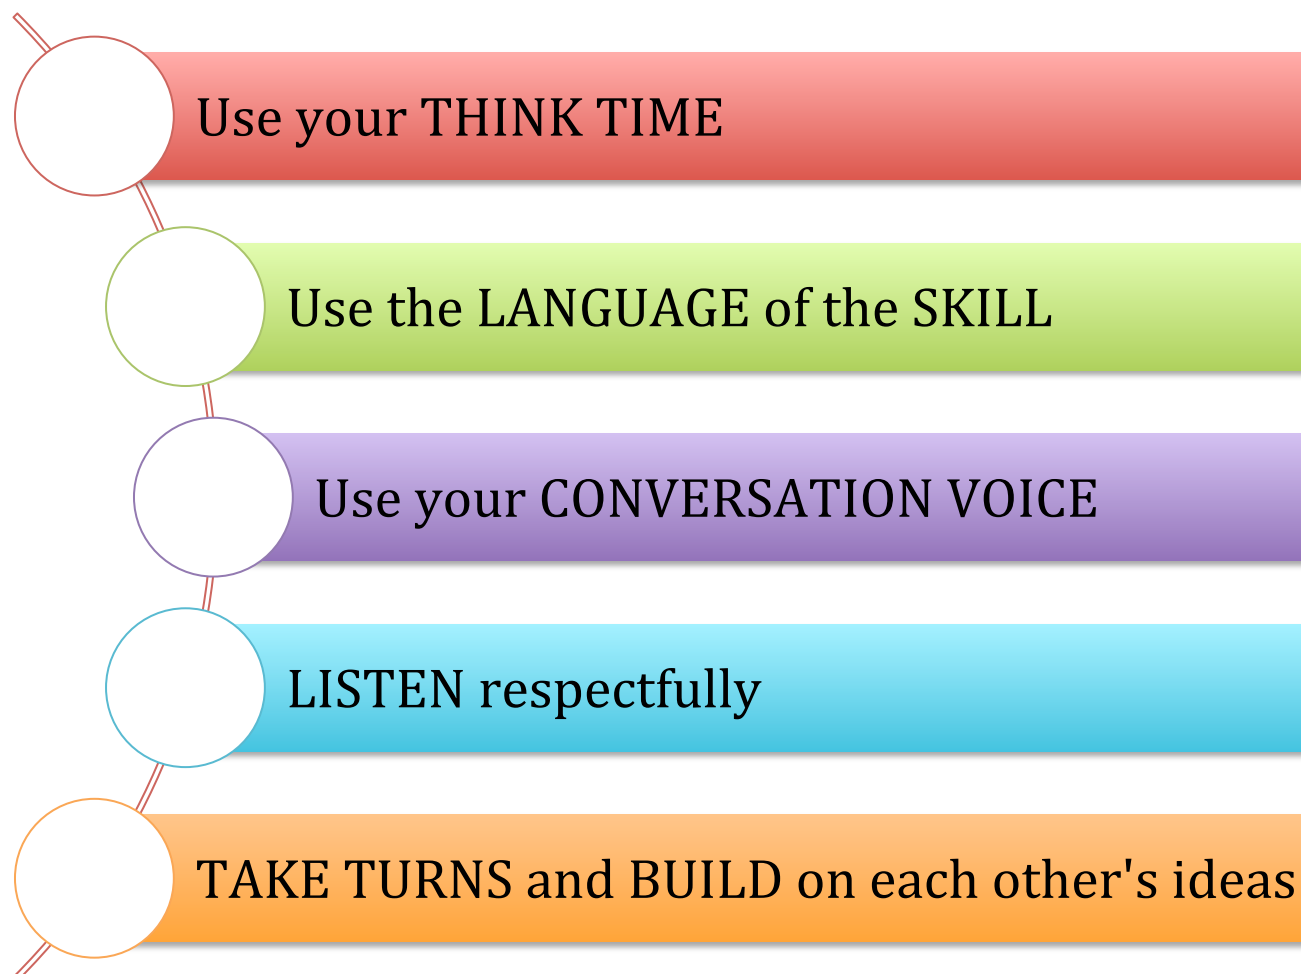 Use your THINK TIME
Use the LANGUAGE of the SKILL
Use your CONVERSATION VOICE
LISTEN respectfully
TAKE TURNS and BUILD on each other's ideas